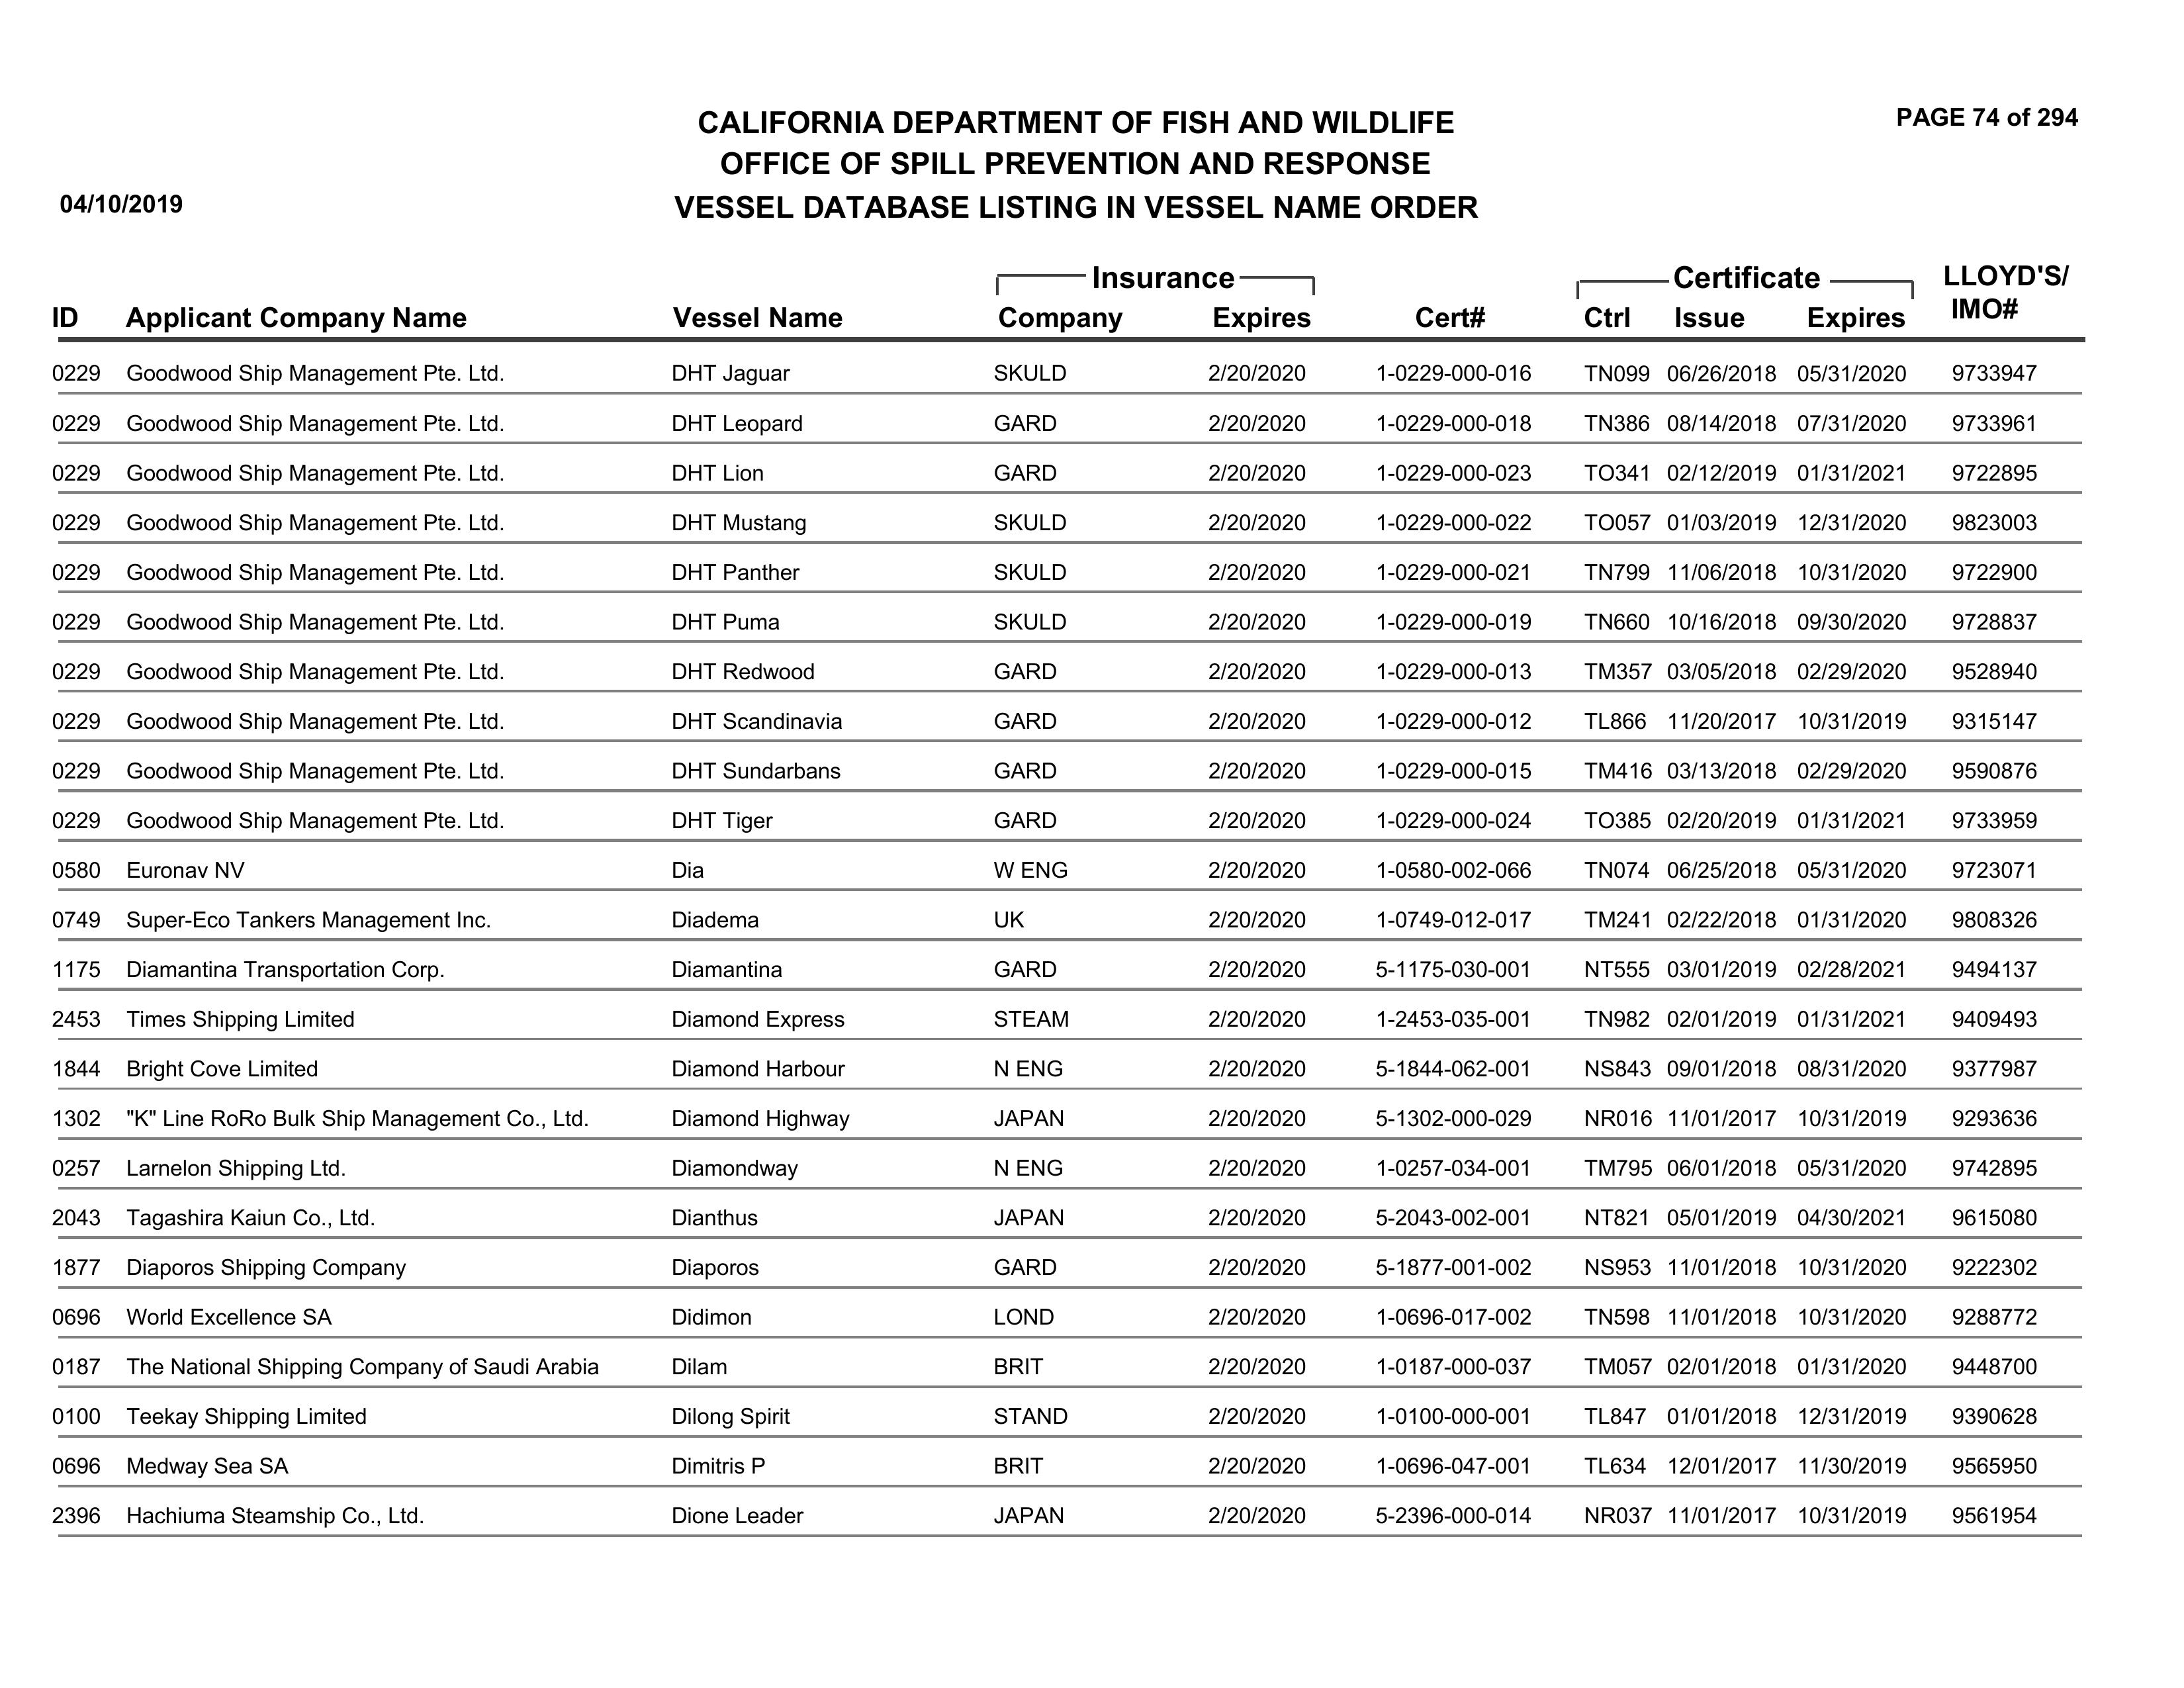 PAGE 74 of 294
CALIFORNIA DEPARTMENT OF FISH AND WILDLIFE
OFFICE OF SPILL PREVENTION AND RESPONSE
04/10/2019 VESSEL DATABASE LISTING IN VESSEL NAME ORDER
Insurance Certificate LLOYD'S/
ID Applicant Company Name Vessel Name Company Expires Cert# Ctrl Issue Expires IMO#
0229 Goodwood Ship Management Pte. Ltd. DHT Jaguar SKULD 2/20/2020 1-0229-000-016 TN099 06/26/2018 05/31/2020 9733947
0229 Goodwood Ship Management Pte. Ltd. DHT Leopard GARD 2/20/2020 1-0229-000-018 TN386 08/14/2018 07/31/2020 9733961
0229 Goodwood Ship Management Pte. Ltd. DHT Lion GARD 2/20/2020 1-0229-000-023 TO341 02/12/2019 01/31/2021 9722895
0229 Goodwood Ship Management Pte. Ltd. DHT Mustang SKULD 2/20/2020 1-0229-000-022 TO057 01/03/2019 12/31/2020 9823003
0229 Goodwood Ship Management Pte. Ltd. DHT Panther SKULD 2/20/2020 1-0229-000-021 TN799 11/06/2018 10/31/2020 9722900
0229 Goodwood Ship Management Pte. Ltd. DHT Puma SKULD 2/20/2020 1-0229-000-019 TN660 10/16/2018 09/30/2020 9728837
0229 Goodwood Ship Management Pte. Ltd. DHT Redwood GARD 2/20/2020 1-0229-000-013 TM357 03/05/2018 02/29/2020 9528940
0229 Goodwood Ship Management Pte. Ltd. DHT Scandinavia GARD 2/20/2020 1-0229-000-012 TL866 11/20/2017 10/31/2019 9315147
0229 Goodwood Ship Management Pte. Ltd. DHT Sundarbans GARD 2/20/2020 1-0229-000-015 TM416 03/13/2018 02/29/2020 9590876
0229 Goodwood Ship Management Pte. Ltd. DHT Tiger GARD 2/20/2020 1-0229-000-024 TO385 02/20/2019 01/31/2021 9733959
0580 Euronav NV Dia W ENG 2/20/2020 1-0580-002-066 TN074 06/25/2018 05/31/2020 9723071
0749 Super-Eco Tankers Management Inc. Diadema UK 2/20/2020 1-0749-012-017 TM241 02/22/2018 01/31/2020 9808326
1175 Diamantina Transportation Corp. Diamantina GARD 2/20/2020 5-1175-030-001 NT555 03/01/2019 02/28/2021 9494137
2453 Times Shipping Limited Diamond Express STEAM 2/20/2020 1-2453-035-001 TN982 02/01/2019 01/31/2021 9409493
1844 Bright Cove Limited Diamond Harbour N ENG 2/20/2020 5-1844-062-001 NS843 09/01/2018 08/31/2020 9377987
1302 "K" Line RoRo Bulk Ship Management Co., Ltd. Diamond Highway JAPAN 2/20/2020 5-1302-000-029 NR016 11/01/2017 10/31/2019 9293636
0257 Larnelon Shipping Ltd. Diamondway N ENG 2/20/2020 1-0257-034-001 TM795 06/01/2018 05/31/2020 9742895
2043 Tagashira Kaiun Co., Ltd. Dianthus JAPAN 2/20/2020 5-2043-002-001 NT821 05/01/2019 04/30/2021 9615080
1877 Diaporos Shipping Company Diaporos GARD 2/20/2020 5-1877-001-002 NS953 11/01/2018 10/31/2020 9222302
0696 World Excellence SA Didimon LOND 2/20/2020 1-0696-017-002 TN598 11/01/2018 10/31/2020 9288772
0187 The National Shipping Company of Saudi Arabia Dilam BRIT 2/20/2020 1-0187-000-037 TM057 02/01/2018 01/31/2020 9448700
0100 Teekay Shipping Limited Dilong Spirit STAND 2/20/2020 1-0100-000-001 TL847 01/01/2018 12/31/2019 9390628
0696 Medway Sea SA Dimitris P BRIT 2/20/2020 1-0696-047-001 TL634 12/01/2017 11/30/2019 9565950
2396 Hachiuma Steamship Co., Ltd. Dione Leader JAPAN 2/20/2020 5-2396-000-014 NR037 11/01/2017 10/31/2019 9561954